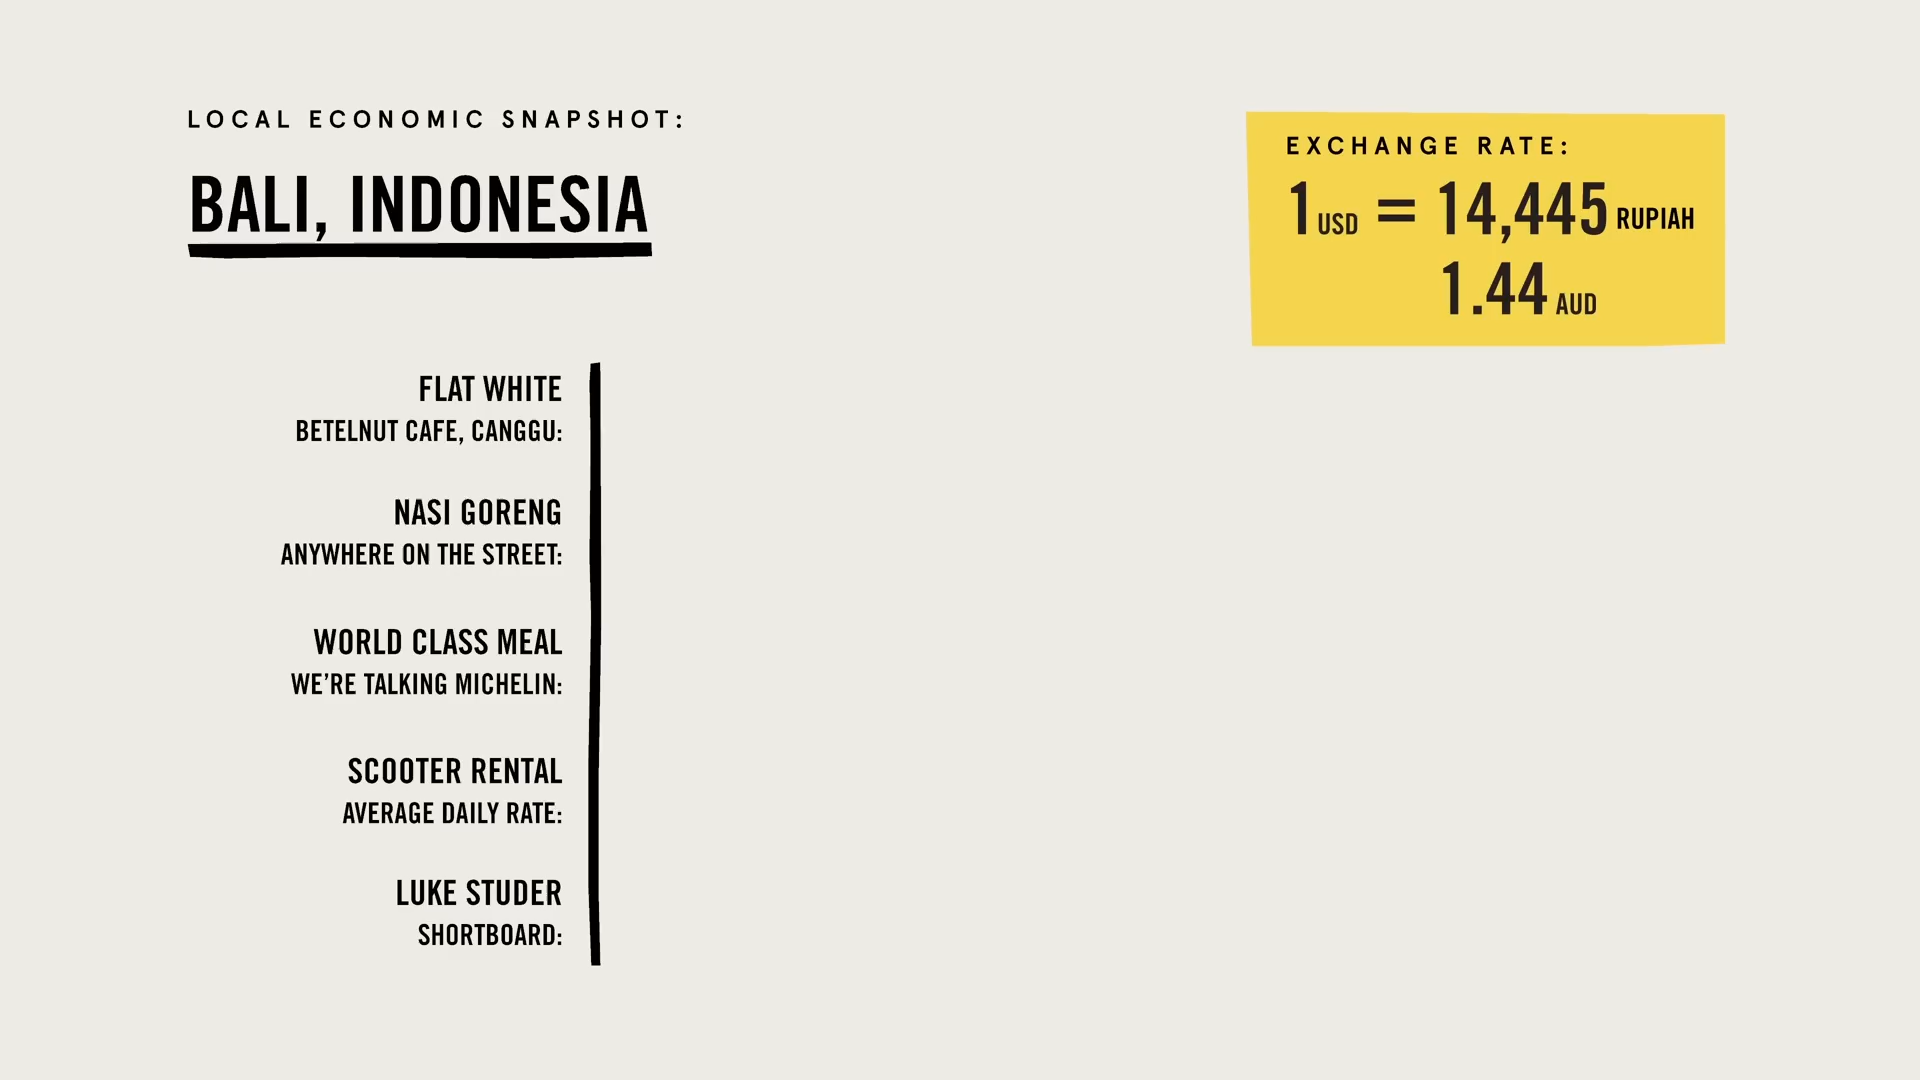 LOCAL ECONOMIC SNAPSHOT:
BALI, INDONESIA
EXCHANGE RATE:
1 USD = 14,445 RUPIAH
1.44 AUD
FLAT WHITE
BETELNUT CAFE, CANGGU:
NASI GORENG
ANYWHERE ON THE STREET:
WORLD CLASS MEAL
WE’RE TALKING MICHELIN:
SCOOTER RENTAL
AVERAGE DAILY RATE:
LUKE STUDER
SHORTBOARD: